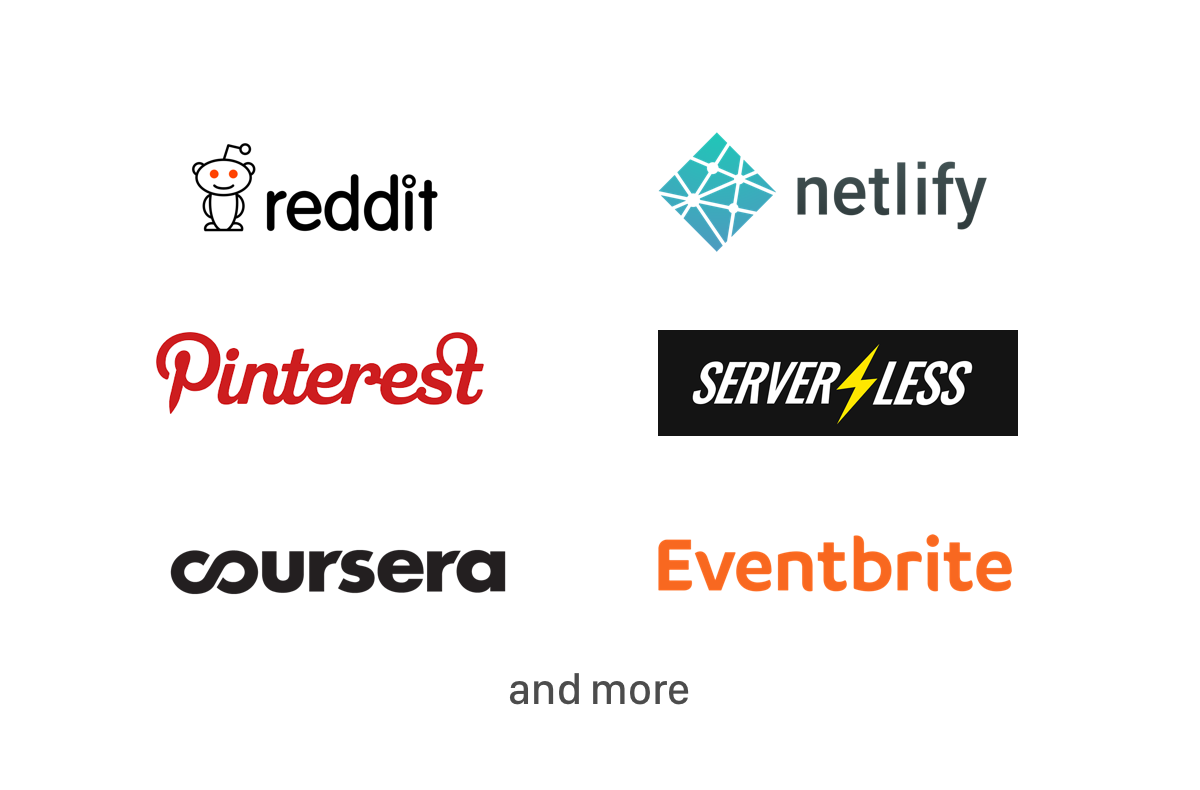 reddit
netlify
Pinterest
SERVERLESS
coursera
Eventbrite
and more